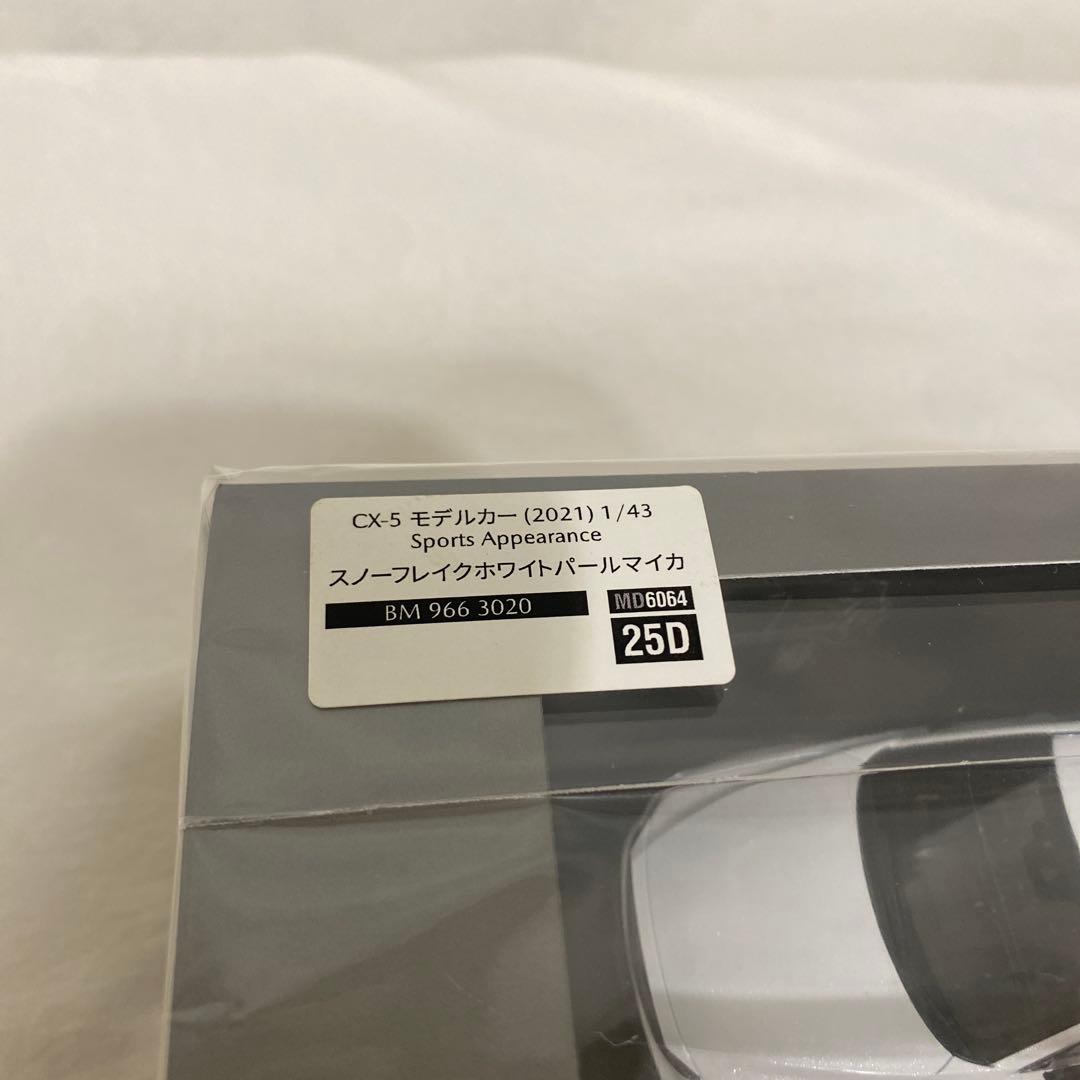 CX-5 モデルカー (2021) 1/43
Sports Appearance
スノーフレイクホワイトパールマイカ
BM 966 3020
MD6064
25D